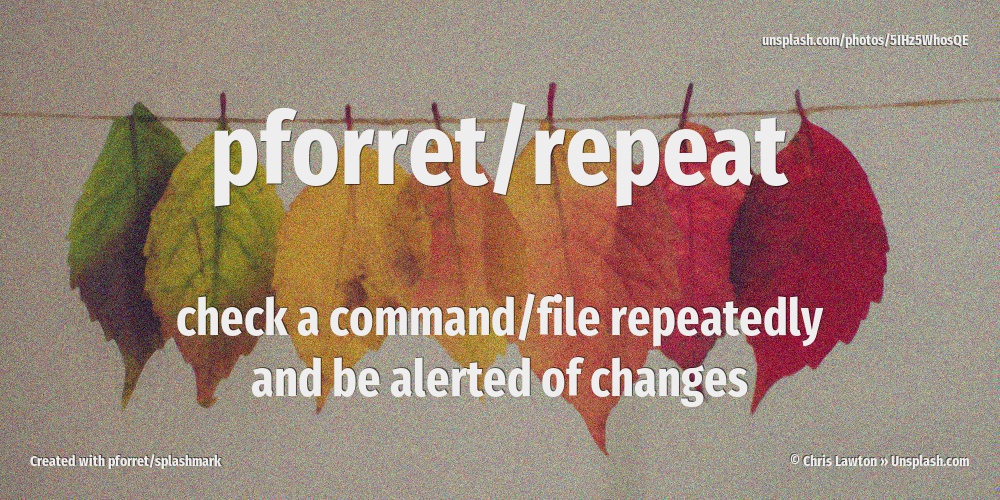 unsplash.com/photos/5IHz5WhosQE
pforret/repeat
check a command/file repeatedly
and be alerted of changes
Created with pforret/splashmark
© Chris Lawton » Unsplash.com